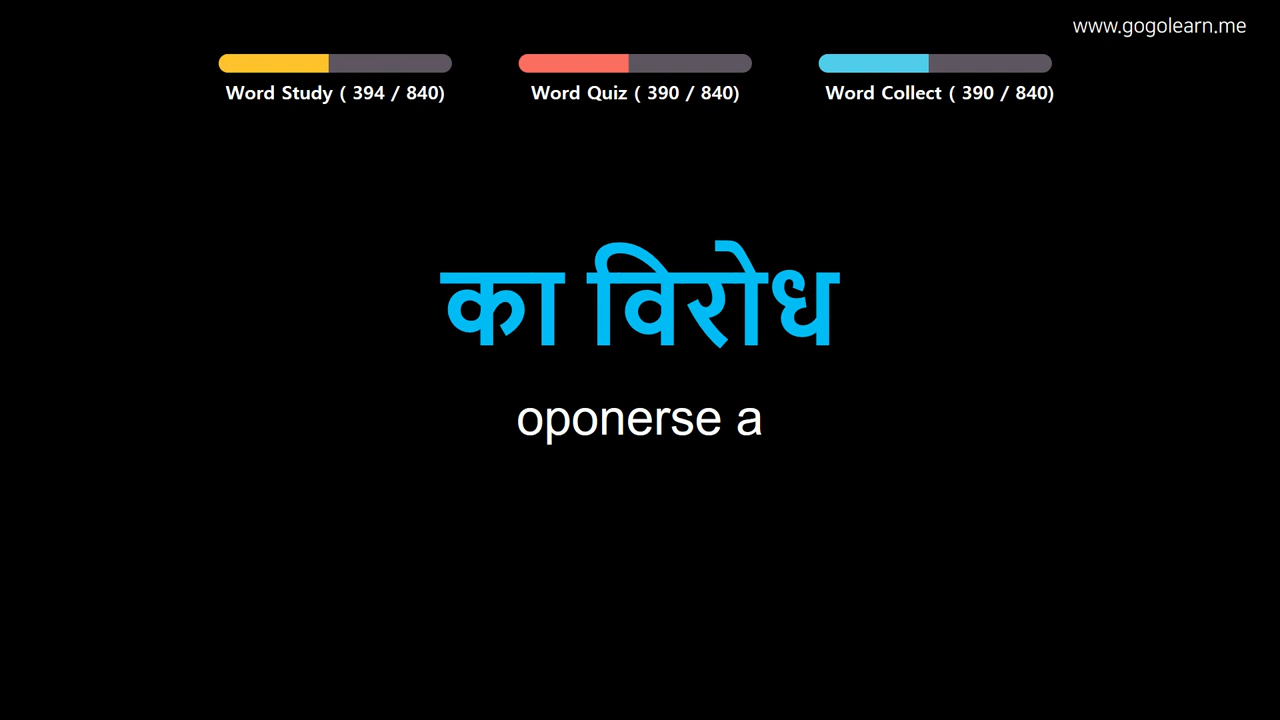 www.gogolearn.me
Word Study ( 394 / 840)
Word Quiz ( 390 / 840)
Word Collect ( 390 / 840)
का विरोध
oponerse a